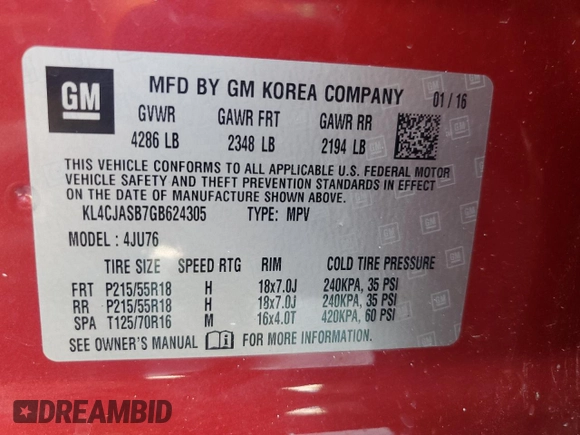 GM
MFD BY GM KOREA COMPANY 01 / 16
GVWR GAWR FRT GAWR RR
4286 LB 2348 LB 2194 LB
THIS VEHICLE CONFORMS TO ALL APPLICABLE U.S. FEDERAL MOTOR
VEHICLE SAFETY AND THEFT PREVENTION STANDARDS IN EFFECT
ON THE DATE OF MANUFACTURE SHOWN ABOVE.
KL4CJASB7GB624305 TYPE: MPV
MODEL : 4JU76
TIRE SIZE SPEED RTG RIM COLD TIRE PRESSURE
FRT P215/55R18 H 18x7.0J 240KPA, 35 PSI
RR P215/55R18 H 18x7.0J 240KPA, 35 PSI
SPA T125/70R16 M 16x4.0T 420KPA, 60 PSI
SEE OWNER'S MANUAL FOR MORE INFORMATION.
DREAMBID